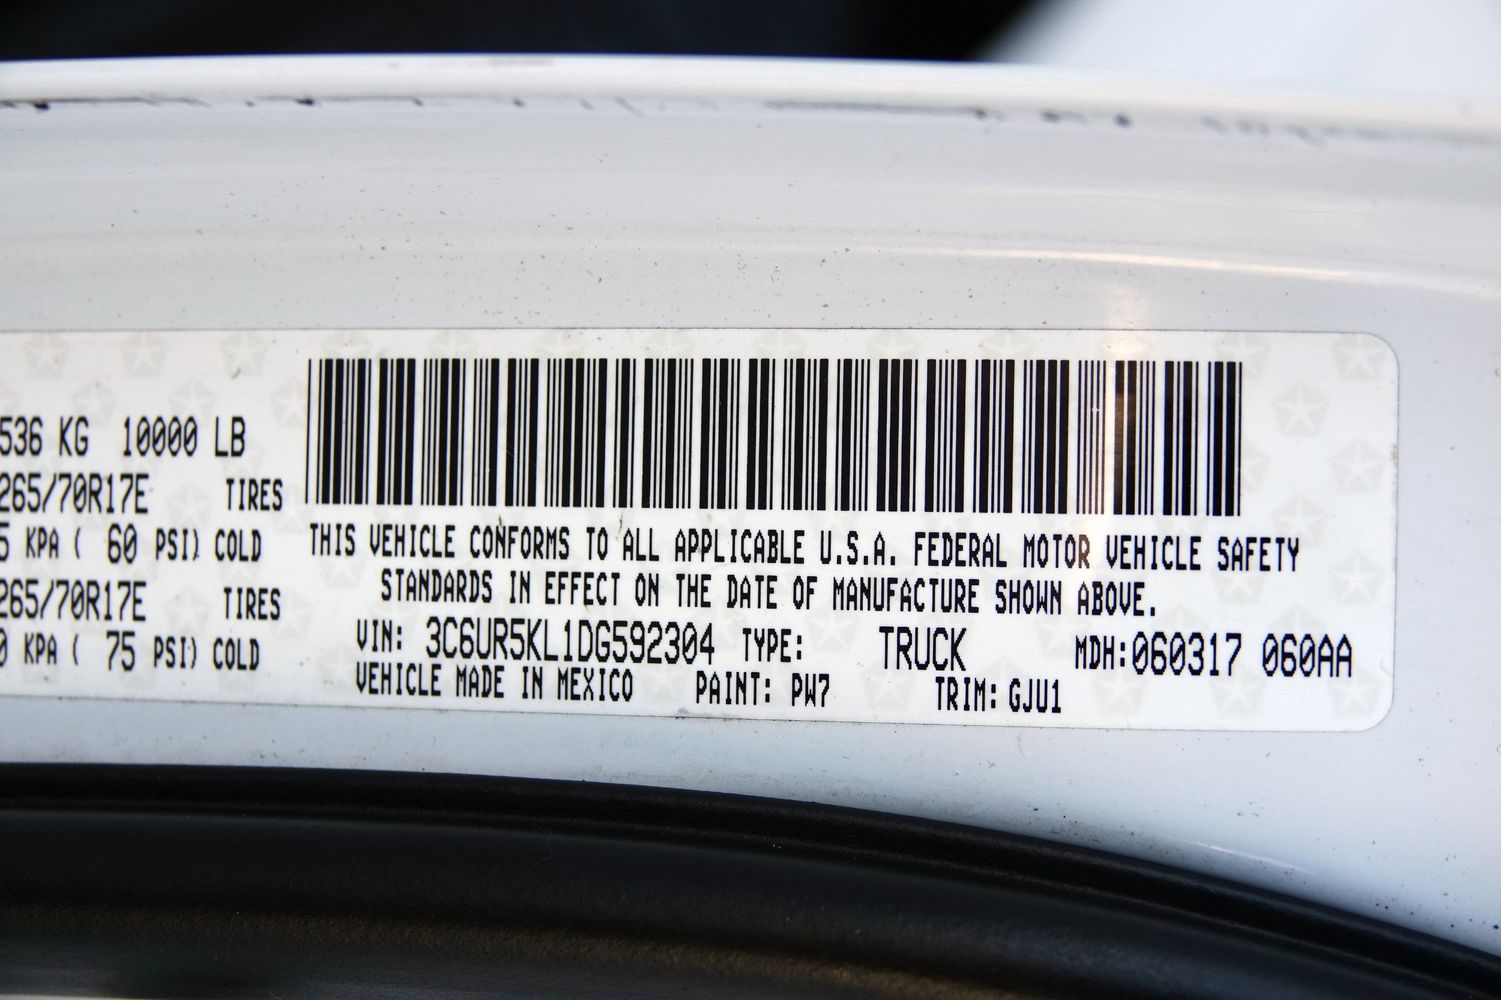 536 KG 10000 LB
265/70R17E TIRES
5 KPA ( 60 PSI) COLD
265/70R17E TIRES
0 KPA ( 75 PSI) COLD
THIS VEHICLE CONFORMS TO ALL APPLICABLE U.S.A. FEDERAL MOTOR VEHICLE SAFETY
STANDARDS IN EFFECT ON THE DATE OF MANUFACTURE SHOWN ABOVE.
VIN: 3C6UR5KL1DG592304 TYPE: TRUCK MDH:060317 060AA
VEHICLE MADE IN MEXICO PAINT: PW7 TRIM: GJU1